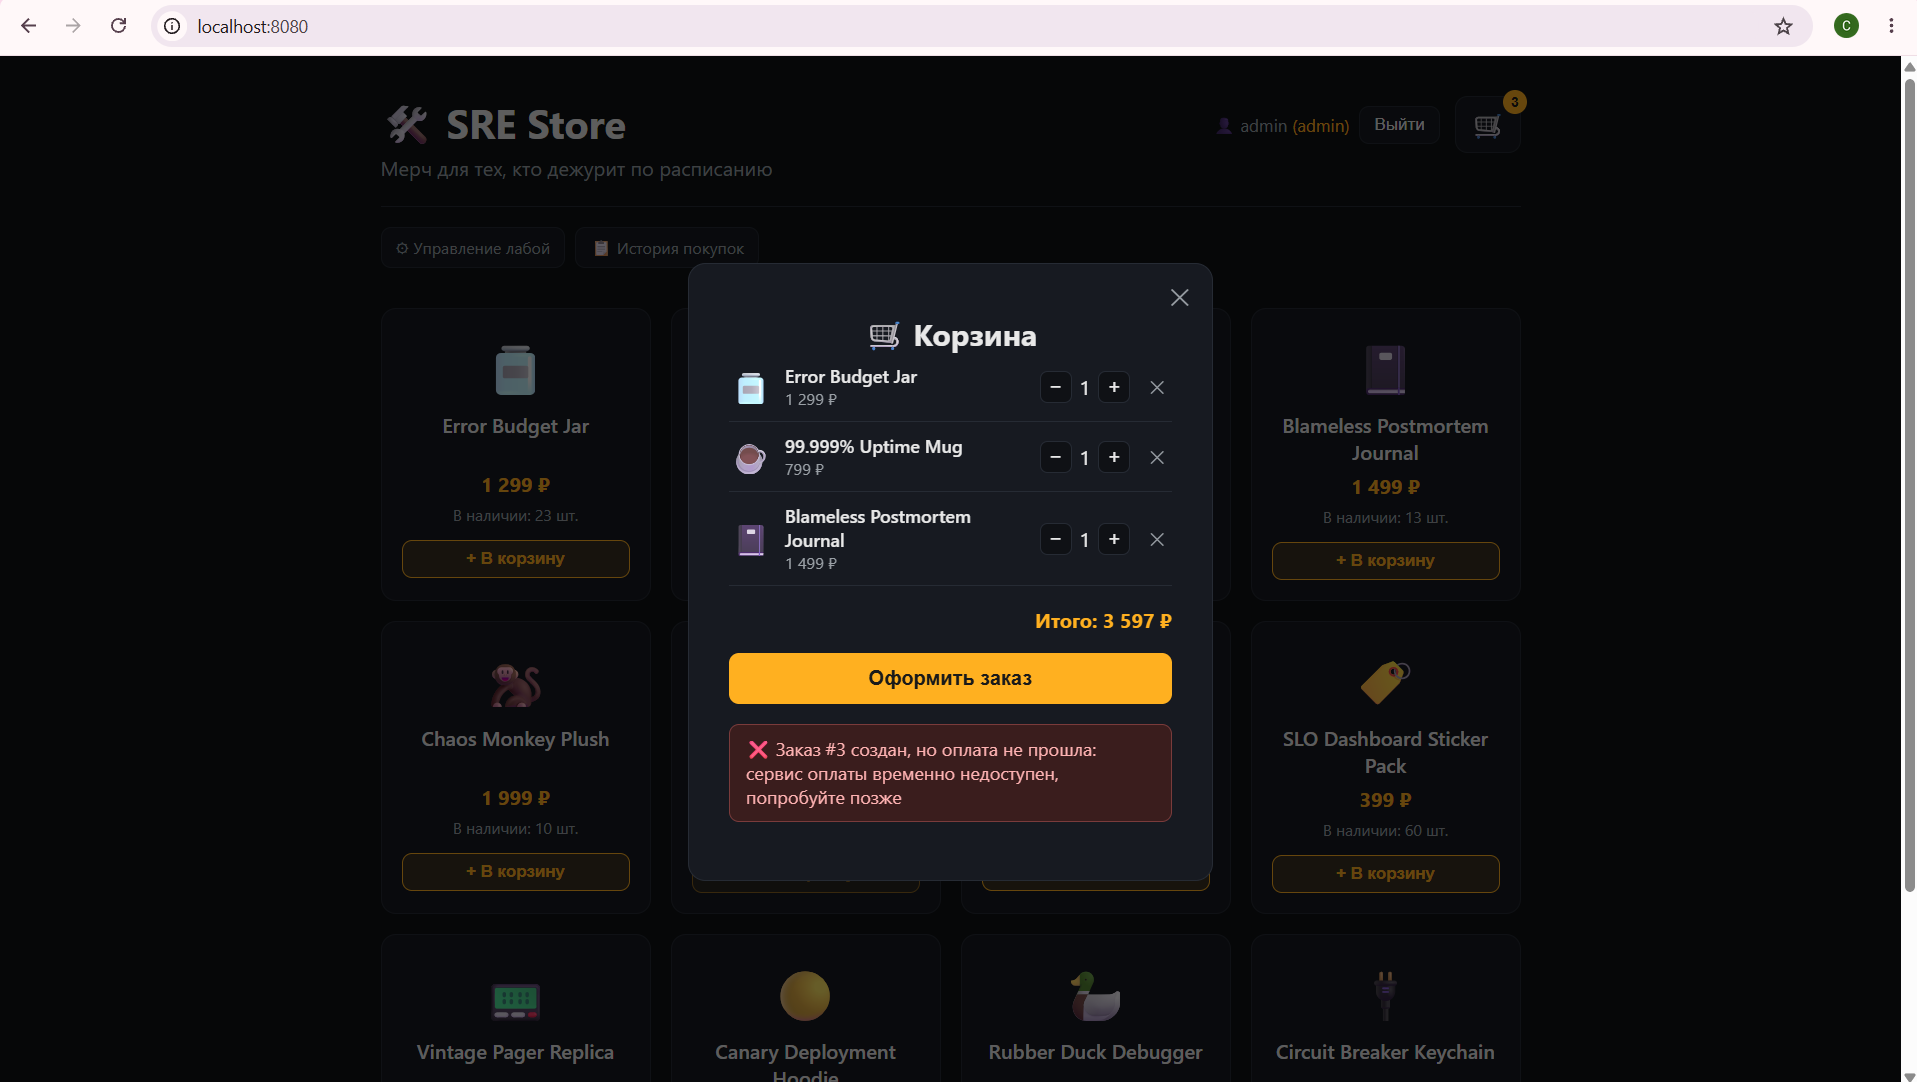 localhost:8080
C
SRE Store
Мерч для тех, кто дежурит по расписанию
admin (admin)
Выйти
3
Управление лабой
История покупок
Корзина
Error Budget Jar
1 299 ₽
− 1 +
99.999% Uptime Mug
799 ₽
− 1 +
Blameless Postmortem
Journal
1 499 ₽
− 1 +
Итого: 3 597 ₽
Оформить заказ
❌ Заказ #3 создан, но оплата не прошла:
сервис оплаты временно недоступен,
попробуйте позже
Error Budget Jar
1 299 ₽
В наличии: 23 шт.
+ В корзину
Blameless Postmortem
Journal
1 499 ₽
В наличии: 13 шт.
+ В корзину
Chaos Monkey Plush
1 999 ₽
В наличии: 10 шт.
+ В корзину
SLO Dashboard Sticker
Pack
399 ₽
В наличии: 60 шт.
+ В корзину
Vintage Pager Replica
Canary Deployment
Hoodie
Rubber Duck Debugger
Circuit Breaker Keychain